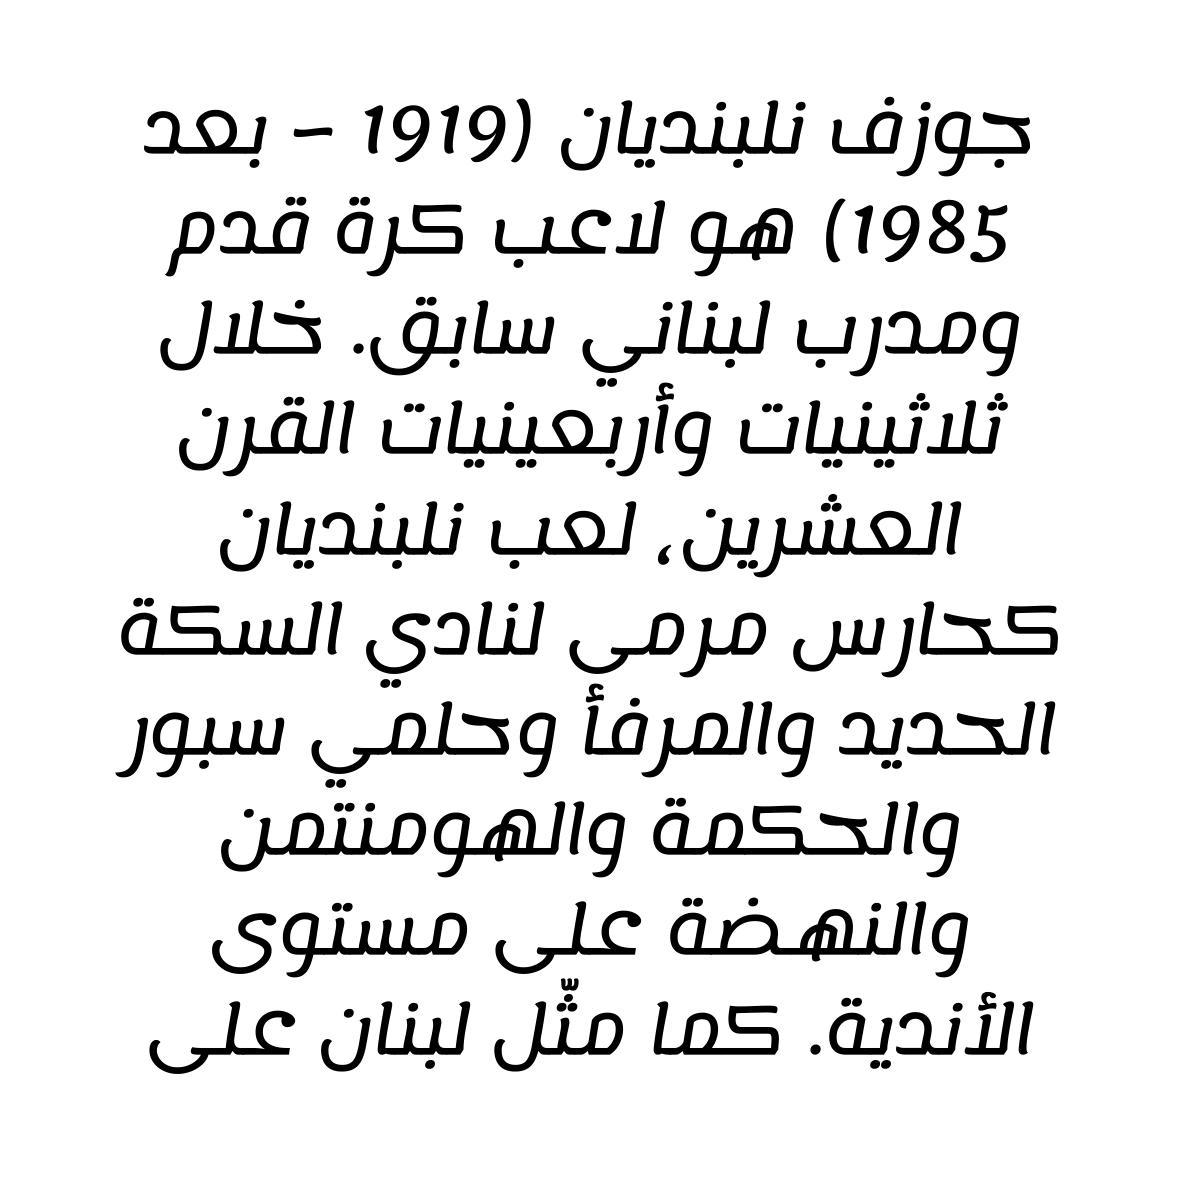 جوزف نلبنديان (1919 – بعد
1985) هو لاعب كرة قدم
ومدرب لبناني سابق. خلال
ثلاثينيات وأربعينيات القرن
العشرين، لعب نلبنديان
كحارس مرمى لنادي السكة
الحديد والمرفأ وحلمي سبور
والحكمة والهومنتمن
والنهضة على مستوى
الأندية. كما مثّل لبنان على